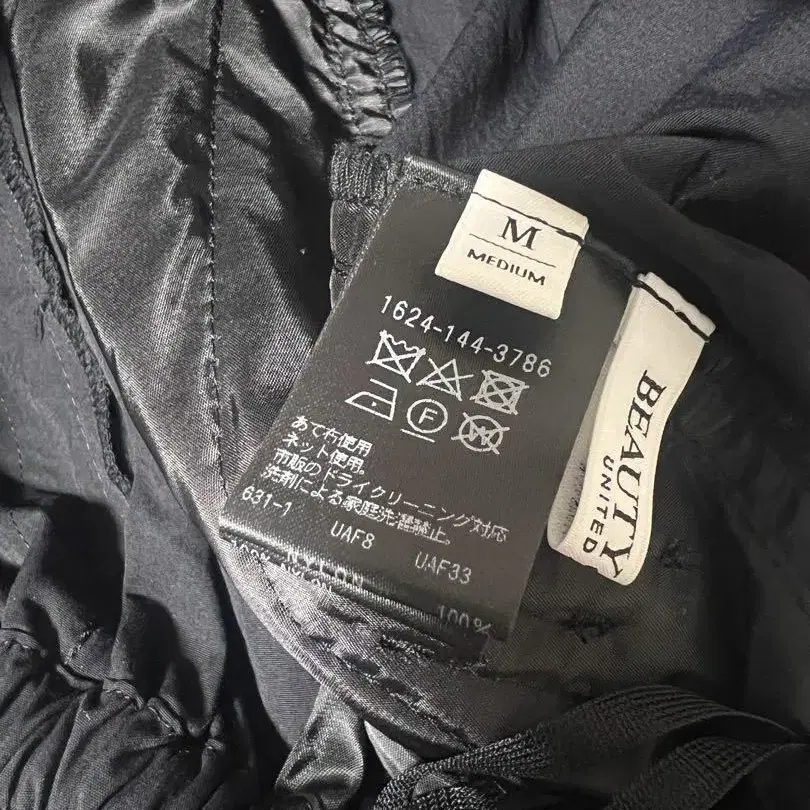 M
MEDIUM
1624-144-3786
F
W
あて布使用
ネット使用。
市販のドライクリーニング対応
洗剤による家庭洗濯禁止。
631-1
UAF8 UAF33
NYLON
100%
BEAUTY
UNITED